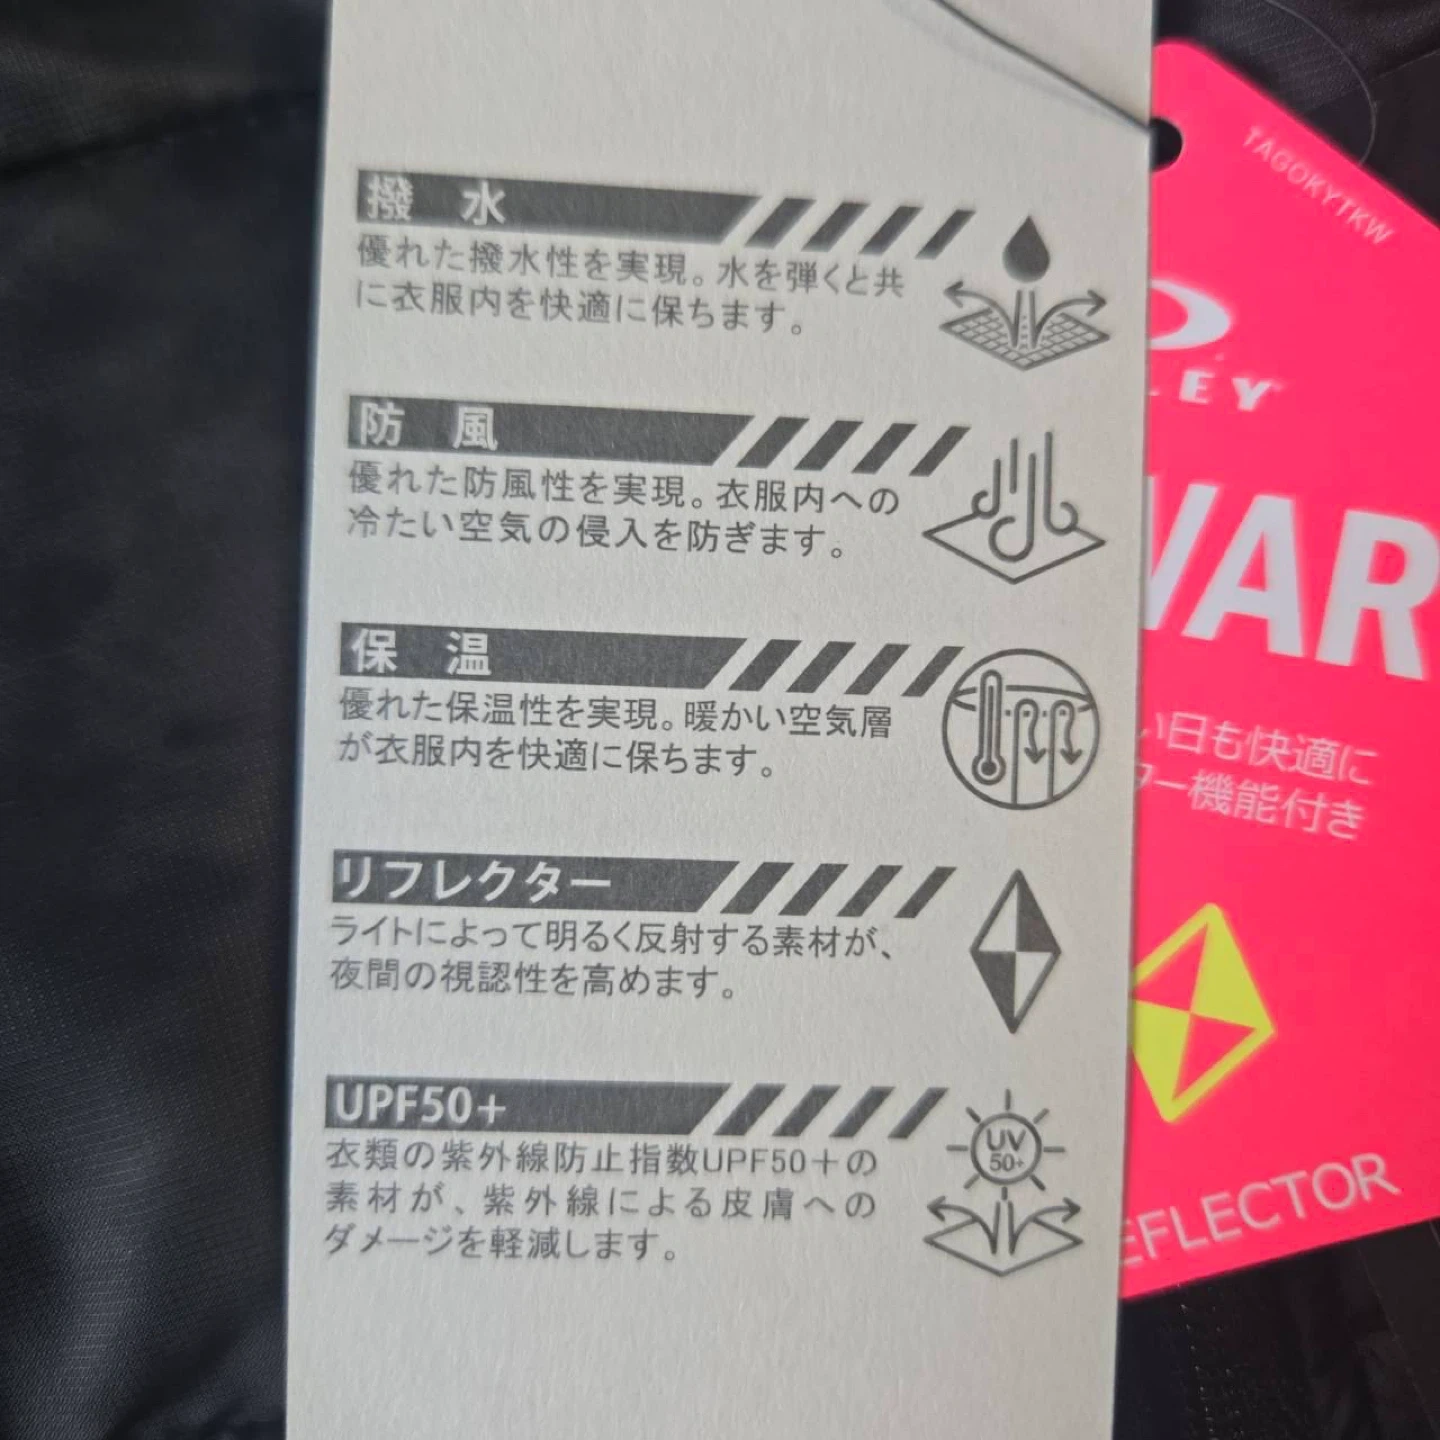 撥 水
優れた撥水性を実現。水を弾くと共
に衣服内を快適に保ちます。
防 風
優れた防風性を実現。衣服内への
冷たい空気の侵入を防ぎます。
保 温
優れた保温性を実現。暖かい空気層
が衣服内を快適に保ちます。
リフレクター
ライトによって明るく反射する素材が、
夜間の視認性を高めます。
UPF50+
衣類の紫外線防止指数UPF50+の
素材が、紫外線による皮膚への
ダメージを軽減します。
UV
50+
TAGOKYTKW
LEY
WAR
い日も快適に
ター機能付き
EFLECTOR